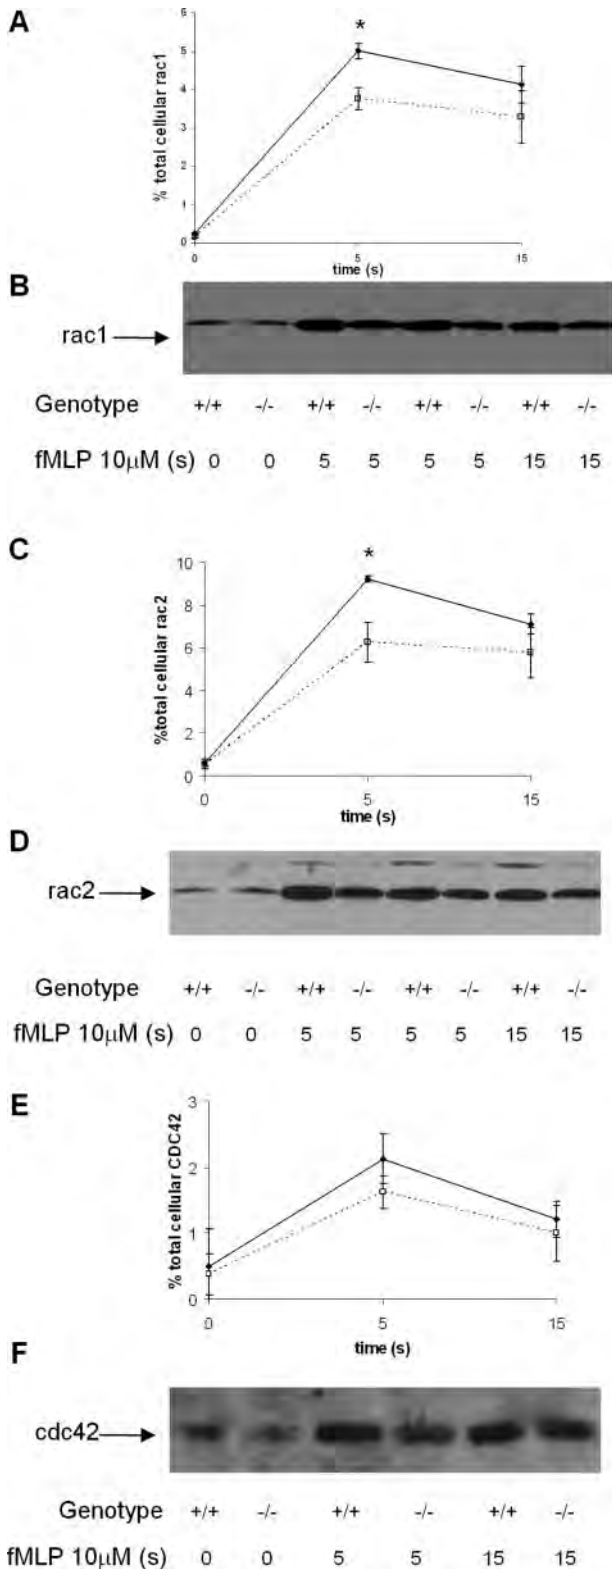 A
*
% total cellular rac1
6
5
4
3
2
1
0
0 5 15
time (s)
B
rac1
Genotype +/+ -/- +/+ -/- +/+ -/- +/+ -/-
fMLP 10µM (s) 0 0 5 5 5 5 15 15
C
*
%total cellular rac2
10
8
6
4
2
0
0 5 15
time (s)
D
rac2
Genotype +/+ -/- +/+ -/- +/+ -/- +/+ -/-
fMLP 10µM (s) 0 0 5 5 5 5 15 15
E
% total cellular CDC42
3
2
1
0
0 5 15
time (s)
F
cdc42
Genotype +/+ -/- +/+ -/- +/+ -/-
fMLP 10µM (s) 0 0 5 5 15 15